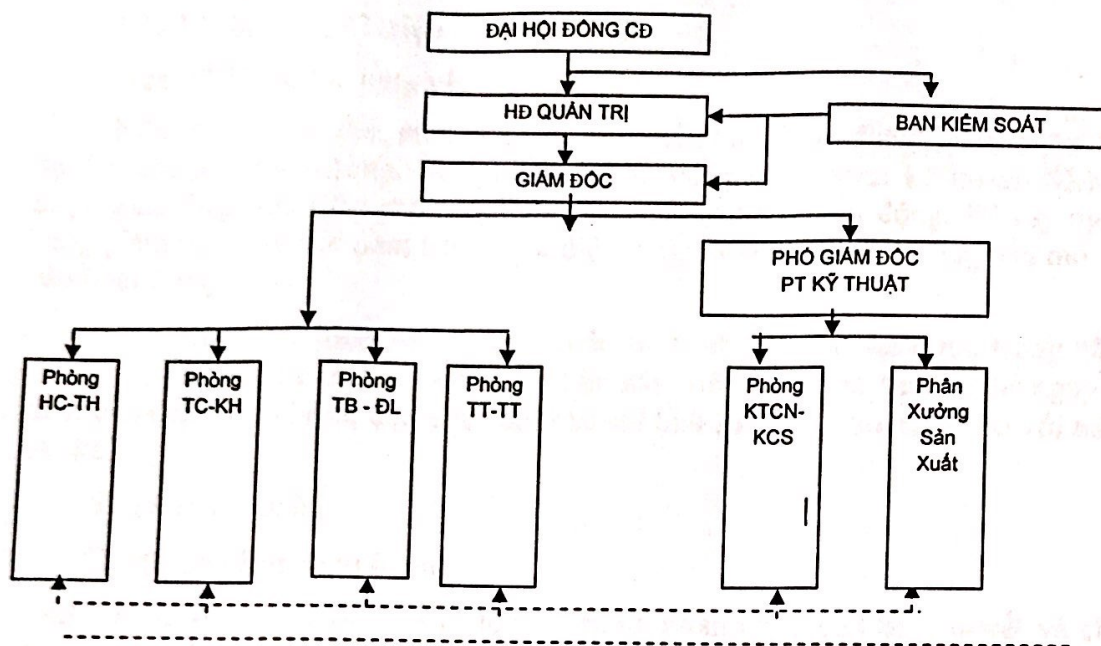 ĐẠI HỘI ĐỒNG CĐ
HĐ QUẢN TRỊ
BAN KIỂM SOÁT
GIÁM ĐỐC
PHÓ GIÁM ĐỐC
PT KỸ THUẬT
Phòng
HC-TH
Phòng
TC-KH
Phòng
TB - ĐL
Phòng
TT-TT
Phòng
KTCN-
KCS
Phân
Xưởng
Sản
Xuất